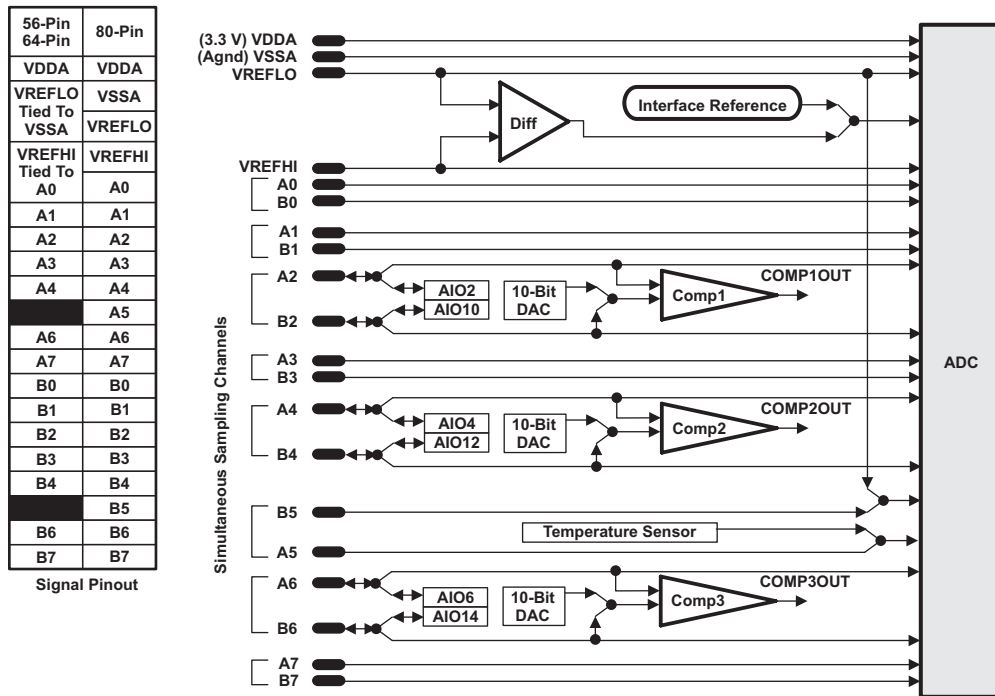 56-Pin
64-Pin
80-Pin
VDDA
VDDA
VREFLO
Tied To
VSSA
VSSA
VREFLO
VREFHI
Tied To
A0
VREFHI
A0
A1
A1
A2
A2
A3
A3
A4
A4
A5
A6
A6
A7
A7
B0
B0
B1
B1
B2
B2
B3
B3
B4
B4
B5
B6
B6
B7
B7
Signal Pinout
(3.3 V) VDDA
(Agnd) VSSA
VREFLO
Interface Reference
Diff
VREFHI
A0
B0
A1
B1
A2
AIO2
AIO10
10-Bit
DAC
Comp1
COMP1OUT
B2
A3
B3
A4
AIO4
AIO12
10-Bit
DAC
Comp2
COMP2OUT
B4
B5
Temperature Sensor
A5
A6
AIO6
AIO14
10-Bit
DAC
Comp3
COMP3OUT
B6
A7
B7
Simultaneous Sampling Channels
ADC